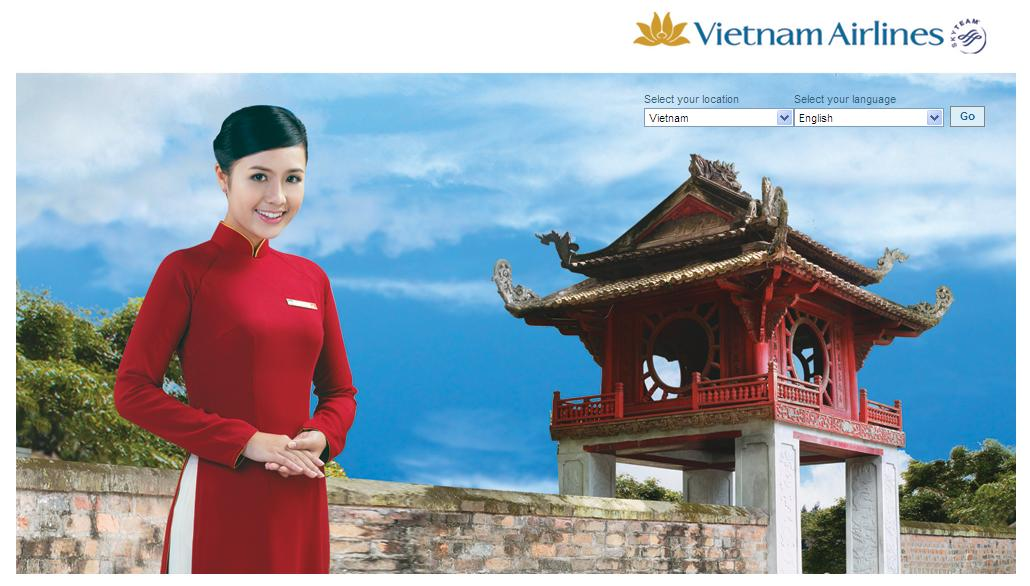 Vietnam Airlines
SKYTEAM
Select your location
Select your language
Vietnam
English
Go